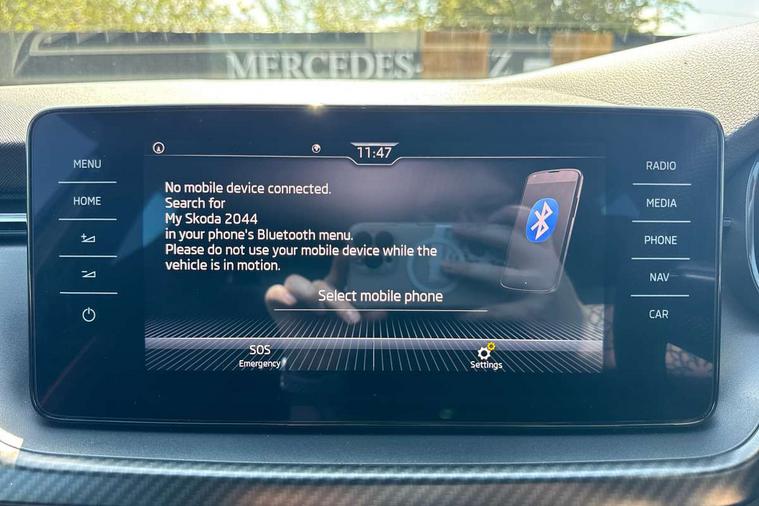 MERCEDES- Z
MENU
HOME
11:47
No mobile device connected.
Search for
My Skoda 2044
in your phone's Bluetooth menu.
Please do not use your mobile device while the
vehicle is in motion.
Select mobile phone
SOS
Emergency
Settings
RADIO
MEDIA
PHONE
NAV
CAR